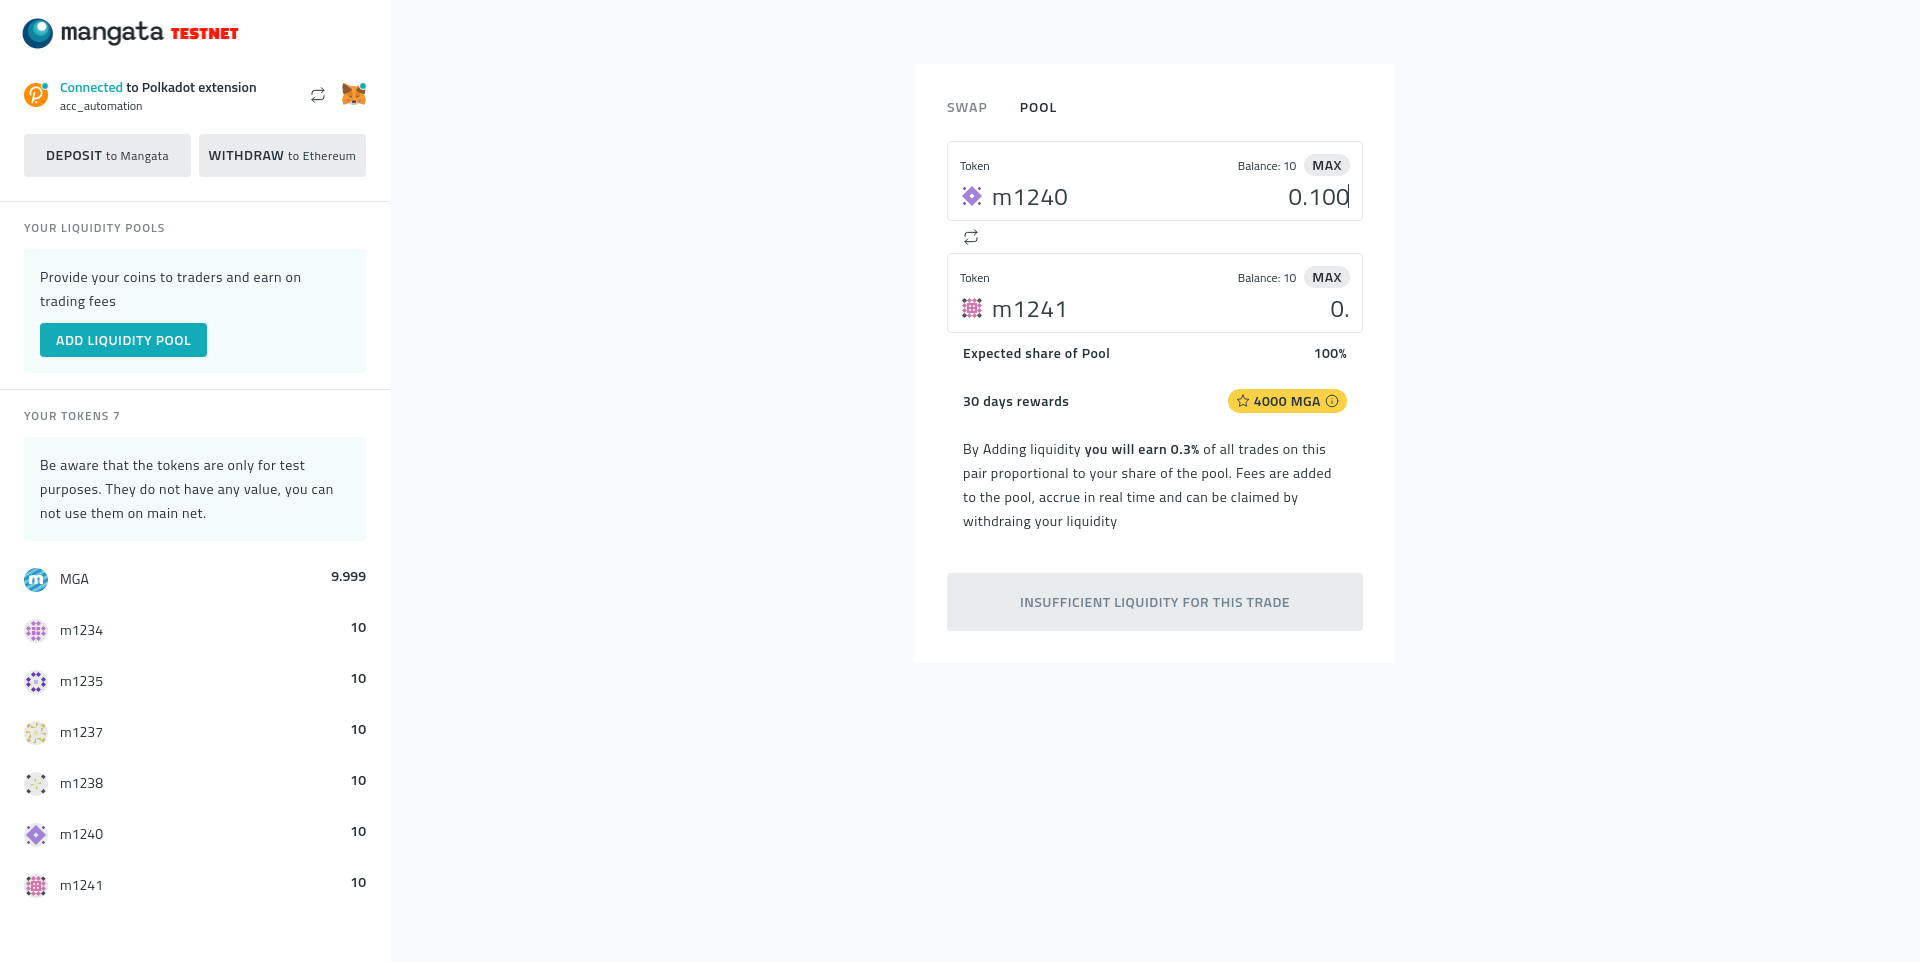 mangata TESTNET
Connected to Polkadot extension
acc_automation
DEPOSIT to Mangata
WITHDRAW to Ethereum
YOUR LIQUIDITY POOLS
Provide your coins to traders and earn on
trading fees
ADD LIQUIDITY POOL
YOUR TOKENS 7
Be aware that the tokens are only for test
purposes. They do not have any value, you can
not use them on main net.
MGA 9.999
m1234 10
m1235 10
m1237 10
m1238 10
m1240 10
m1241 10
SWAP POOL
Token Balance: 10 MAX
m1240 0.100
Token Balance: 10 MAX
m1241 0.
Expected share of Pool 100%
30 days rewards 4000 MGA
By Adding liquidity you will earn 0.3% of all trades on this
pair proportional to your share of the pool. Fees are added
to the pool, accrue in real time and can be claimed by
withdraing your liquidity
INSUFFICIENT LIQUIDITY FOR THIS TRADE